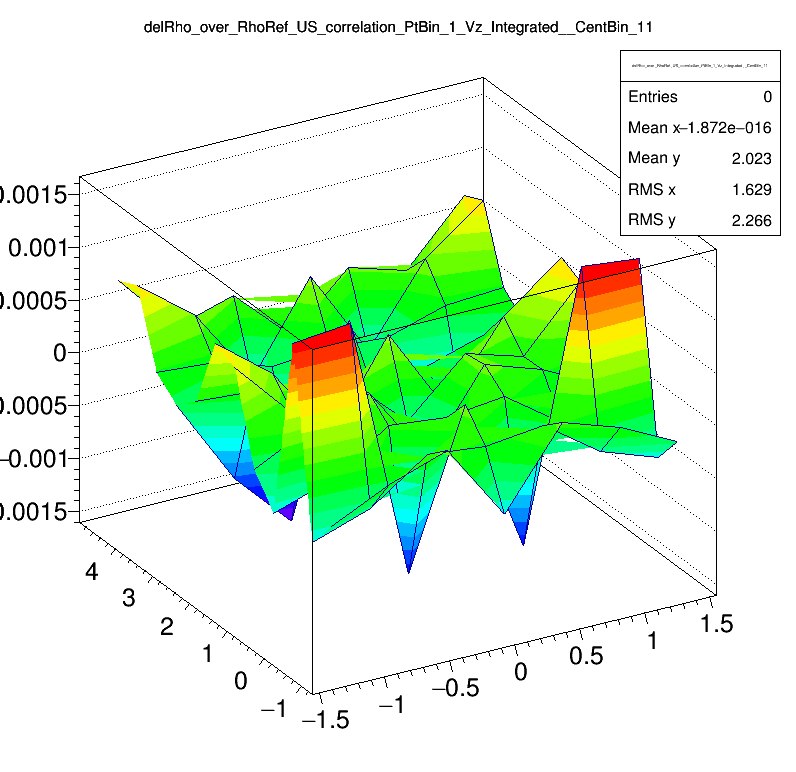 delRho_over_RhoRef_US_correlation_PtBin_1_Vz_Integrated__CentBin_11
delRho_over_RhoRef_US_correlation_PtBin_1_Vz_Integrated__CentBin_11
Entries 0
Mean x−1.872e−016
Mean y 2.023
RMS x 1.629
RMS y 2.266
0.0015
0.001
0.0005
0
0.0005
−0.001
0.0015
4
3
2
1
0
−1
−1.5
−1
−0.5
0
0.5
1
1.5